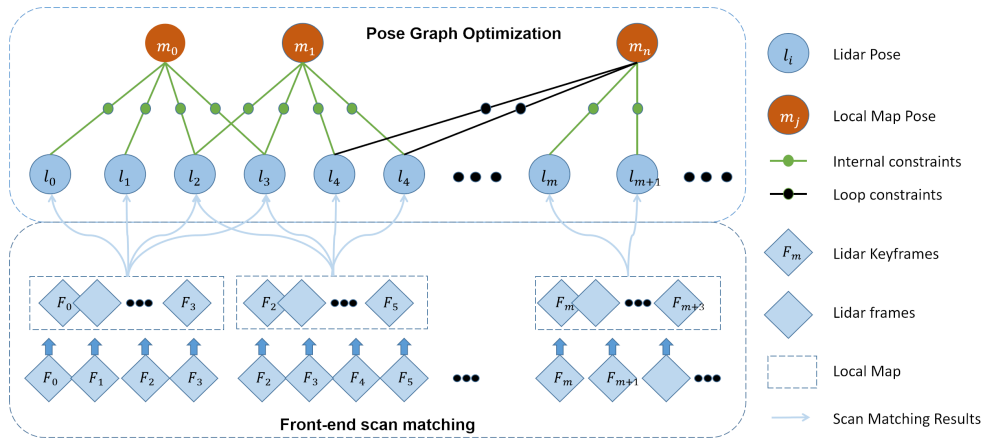 Pose Graph Optimization
m₀ m₁ mₙ
l₀ l₁ l₂ l₃ l₄ l₄ lₘ lₘ₊₁
F₀ F₃ F₂ F₅ Fₘ Fₘ₊₃
F₀ F₁ F₂ F₃ F₂ F₃ F₄ F₅ Fₘ Fₘ₊₁
Front-end scan matching
lᵢ Lidar Pose
mⱼ Local Map Pose
Internal constraints
Loop constraints
Fₘ Lidar Keyframes
Lidar frames
Local Map
Scan Matching Results